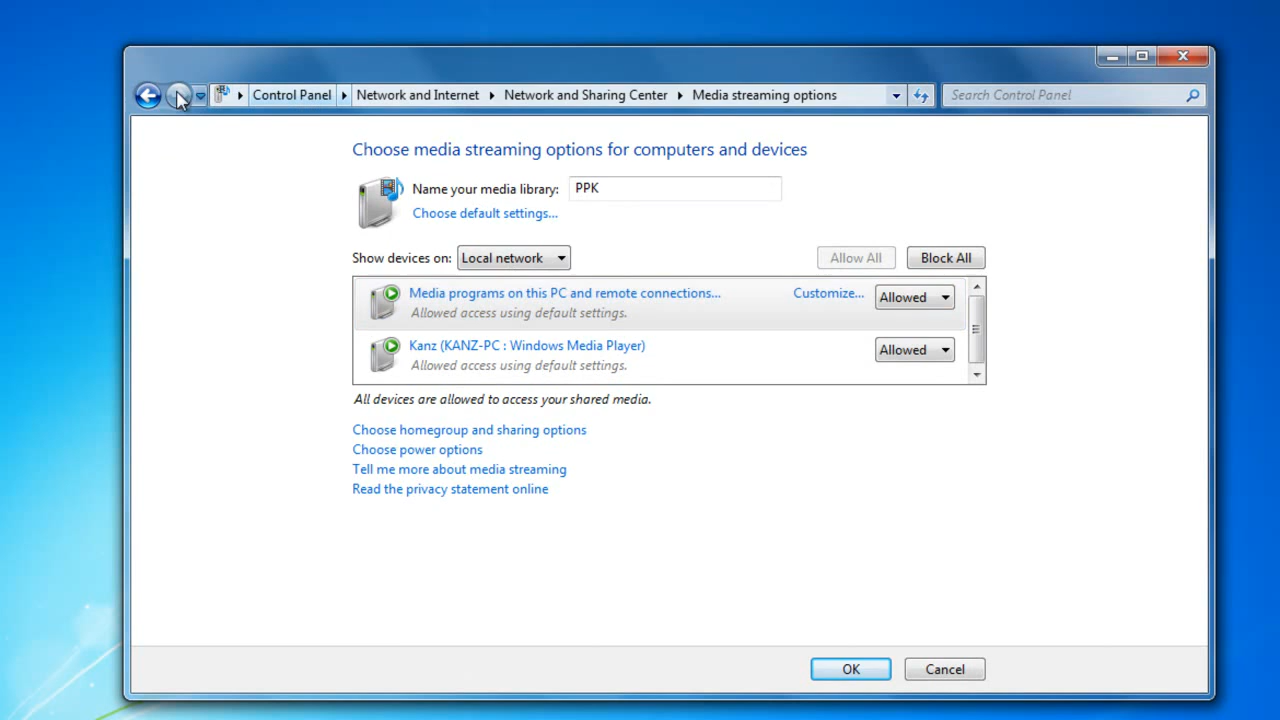 Control Panel Network and Internet Network and Sharing Center Media streaming options Search Control Panel
Choose media streaming options for computers and devices
Name your media library: PPK
Choose default settings...
Show devices on: Local network Allow All Block All
Media programs on this PC and remote connections... Customize... Allowed
Allowed access using default settings.
Kanz (KANZ-PC : Windows Media Player) Allowed
Allowed access using default settings.
All devices are allowed to access your shared media.
Choose homegroup and sharing options
Choose power options
Tell me more about media streaming
Read the privacy statement online
OK Cancel